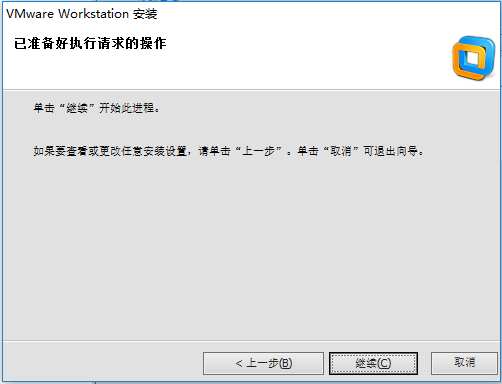 VMware Workstation 安装
已准备好执行请求的操作
单击“继续”开始此进程。
如果要查看或更改任意安装设置，请单击“上一步”。单击“取消”可退出向导。
< 上一步(B)
继续(C)
取消